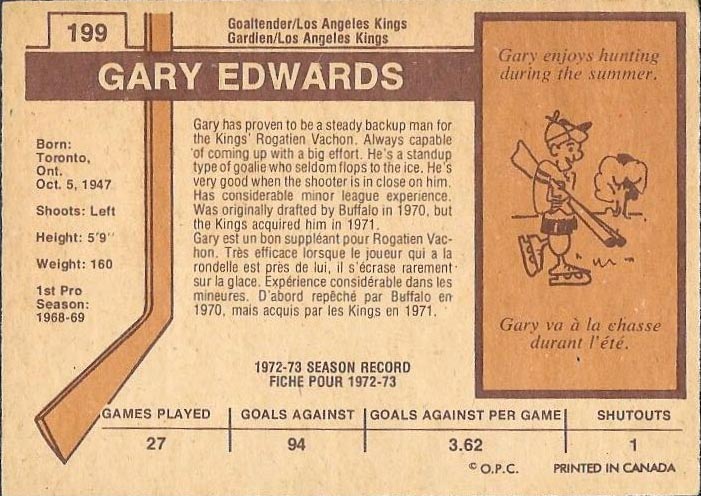 199
Goaltender/Los Angeles Kings
Gardien/Los Angeles Kings
GARY EDWARDS
Born:
Toronto,
Ont.
Oct. 5, 1947
Shoots: Left
Height: 5'9"
Weight: 160
1st Pro
Season:
1968-69
Gary has proven to be a steady backup man for
the Kings' Rogatien Vachon. Always capable
of coming up with a big effort. He's a standup
type of goalie who seldom flops to the ice. He's
very good when the shooter is in close on him.
Has considerable minor league experience.
Was originally drafted by Buffalo in 1970, but
the Kings acquired him in 1971.
Gary est un bon suppléant pour Rogatien Vac-
hon. Très efficace lorsque le joueur qui a la
rondelle est près de lui, il s'écrase rarement
sur la glace. Expérience considérable dans les
mineures. D'abord repêché par Buffalo en
1970, mais acquis par les Kings en 1971.
Gary enjoys hunting
during the summer.
Gary va à la chasse
durant l'été.
1972-73 SEASON RECORD
FICHE POUR 1972-73
GAMES PLAYED GOALS AGAINST GOALS AGAINST PER GAME SHUTOUTS
27 94 3.62 1
© O.P.C. PRINTED IN CANADA